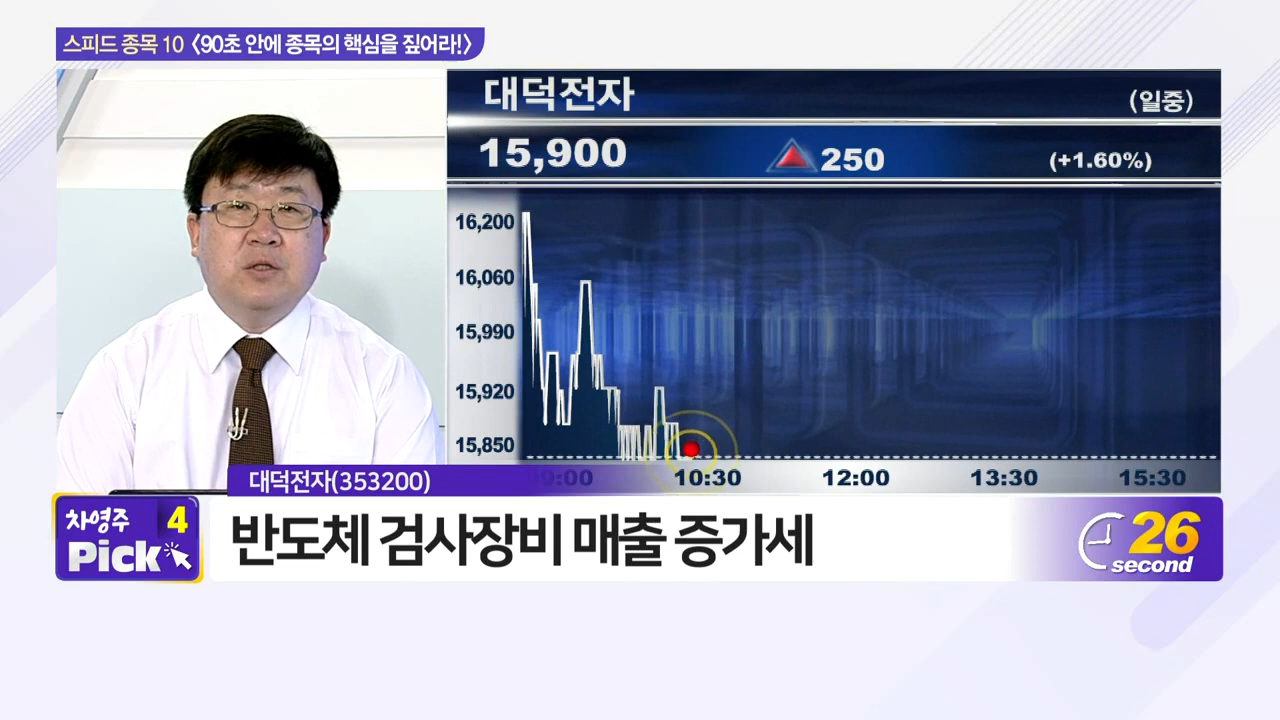 스피드 종목 10 <90초 안에 종목의 핵심을 짚어라!>
대덕전자
(일중)
15,900
250
(+1.60%)
16,200
16,060
15,990
15,920
15,850
09:00
10:30
12:00
13:30
15:30
대덕전자(353200)
차영주 4
Pick
반도체 검사장비 매출 증가세
26
second